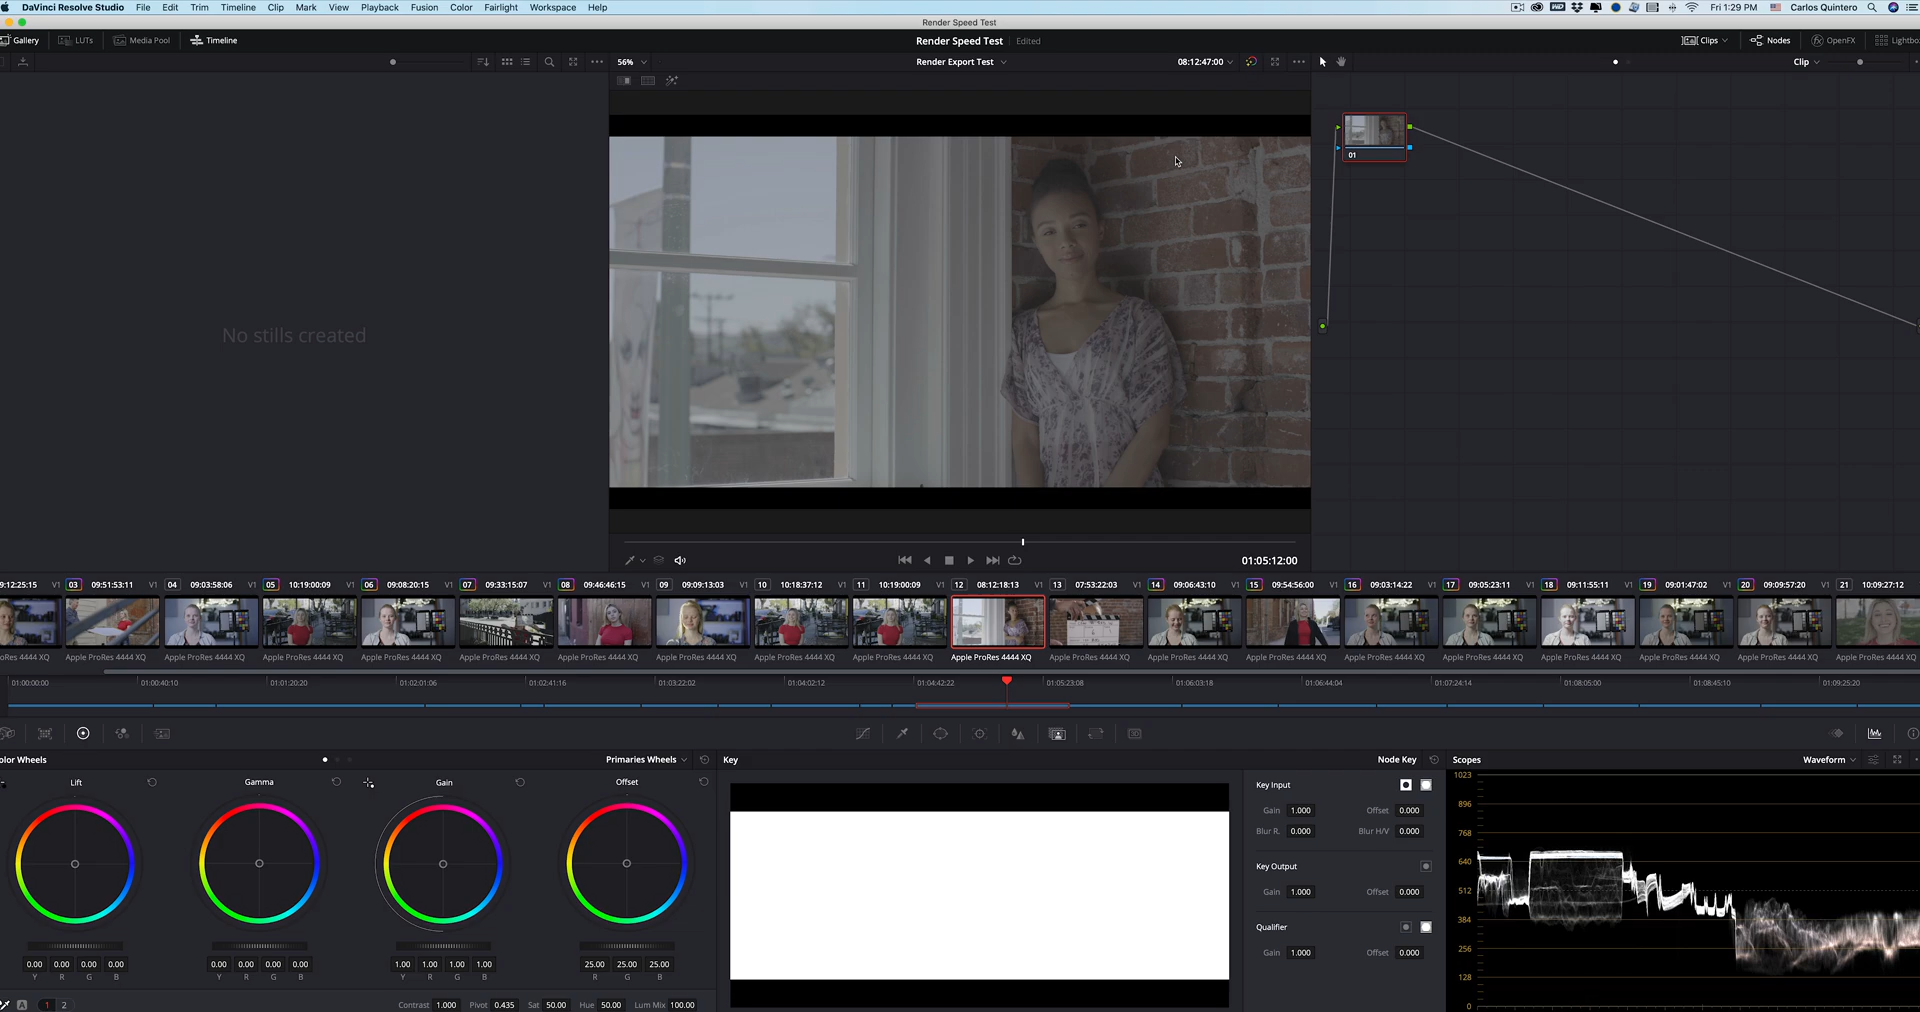 DaVinci Resolve Studio File Edit Trim Timeline Clip Mark View Playback Fusion Color Fairlight Workspace Help Fri 1:29 PM Carlos Quintero
Render Speed Test
Gallery LUTs Media Pool Timeline Render Speed Test Edited Clips Nodes OpenFX Lightbo
56% Render Export Test 08:12:47:00 Clip
01
No stills created
01:05:12:00
9:12:25:15 V1 03 09:51:53:11 V1 04 09:03:58:06 V1 05 10:19:00:09 V1 06 09:08:20:15 V1 07 09:33:15:07 V1 08 09:46:46:15 V1 09 09:09:13:03 V1 10 10:18:37:12 V1 11 10:19:00:09 V1 12 08:12:18:13 V1 13 07:53:22:03 V1 14 09:06:43:10 V1 15 09:54:56:00 V1 16 09:03:14:22 V1 17 09:05:23:11 V1 18 09:11:55:11 V1 19 09:01:47:02 V1 20 09:09:57:20 V1 21 10:09:27:12
oRes 4444 XQ Apple ProRes 4444 XQ Apple ProRes 4444 XQ Apple ProRes 4444 XQ Apple ProRes 4444 XQ Apple ProRes 4444 XQ Apple ProRes 4444 XQ Apple ProRes 4444 XQ Apple ProRes 4444 XQ Apple ProRes 4444 XQ Apple ProRes 4444 XQ Apple ProRes 4444 XQ Apple ProRes 4444 XQ Apple ProRes 4444 XQ Apple ProRes 4444 XQ Apple ProRes 4444 XQ Apple ProRes 4444 XQ Apple ProRes 4444 XQ Apple ProRes 4444 XQ Apple ProRes 4444 XQ
01:00:00:00 01:00:40:10 01:01:20:20 01:02:01:06 01:02:41:16 01:03:22:02 01:04:02:12 01:04:42:22 01:05:23:08 01:06:03:18 01:06:44:04 01:07:24:14 01:08:05:00 01:08:45:10 01:09:25:20
olor Wheels Primaries Wheels Key Node Key Scopes Waveform
Lift Gamma Gain Offset
0.00 0.00 0.00 0.00 0.00 0.00 0.00 0.00 1.00 1.00 1.00 1.00 25.00 25.00 25.00
Y R G B Y R G B Y R G B R G B
A 1 2 Contrast 1.000 Pivot 0.435 Sat 50.00 Hue 50.00 Lum Mix 100.00
Key Input
Gain 1.000 Offset 0.000
Blur R. 0.000 Blur H/V 0.000
Key Output
Gain 1.000 Offset 0.000
Qualifier
Gain 1.000 Offset 0.000
1023
896
768
640
512
384
256
128
0